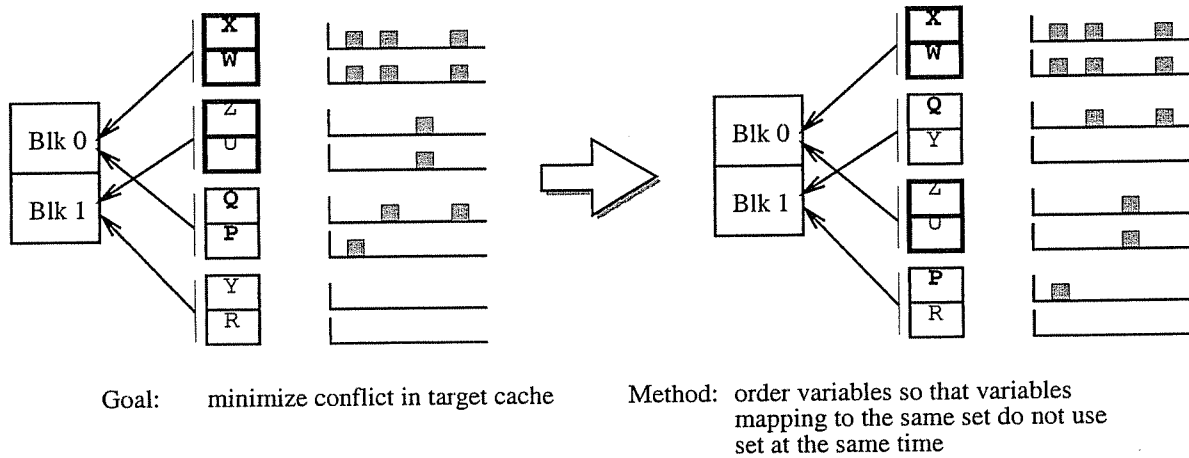 X
W
Z
U
Q
P
Y
R
Blk 0
Blk 1
X
W
Q
Y
Z
U
P
R
Blk 0
Blk 1
Goal: minimize conflict in target cache
Method: order variables so that variables
mapping to the same set do not use
set at the same time